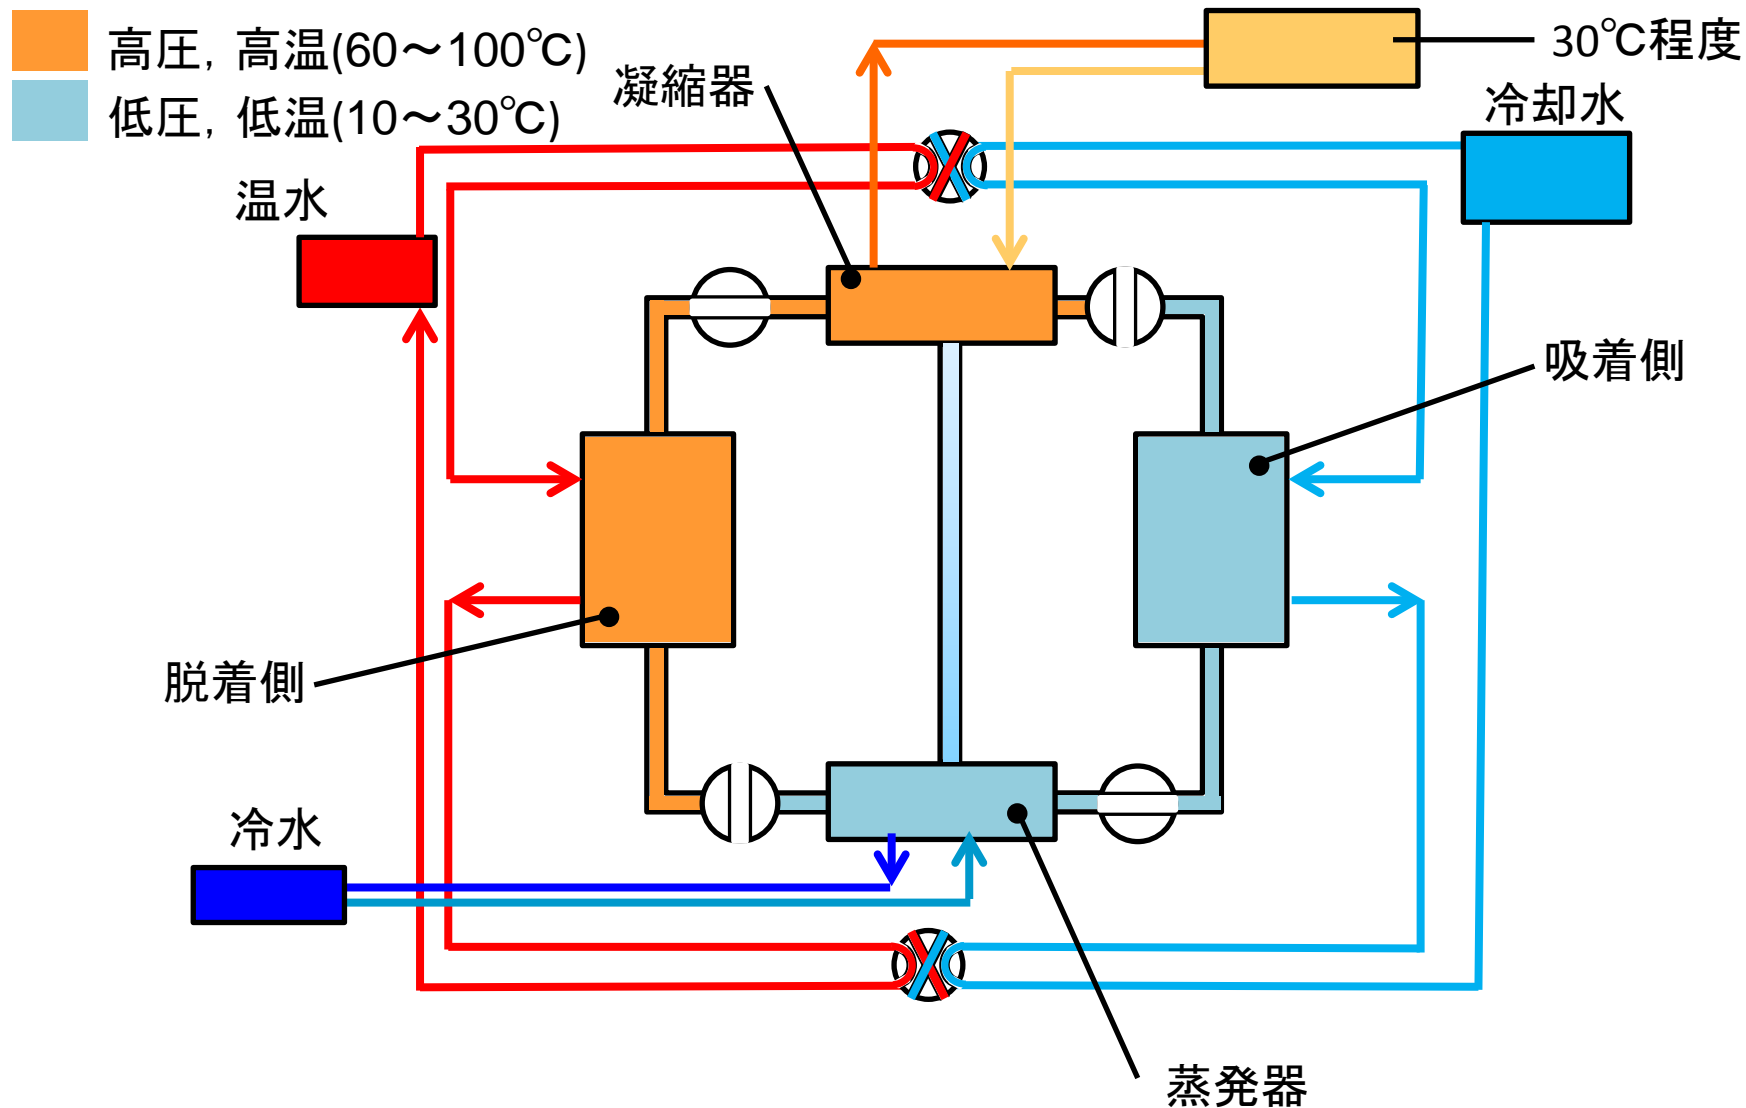 高圧，高温(60～100℃)
低圧，低温(10～30℃)
凝縮器
30℃程度
冷却水
温水
吸着側
脱着側
冷水
蒸発器